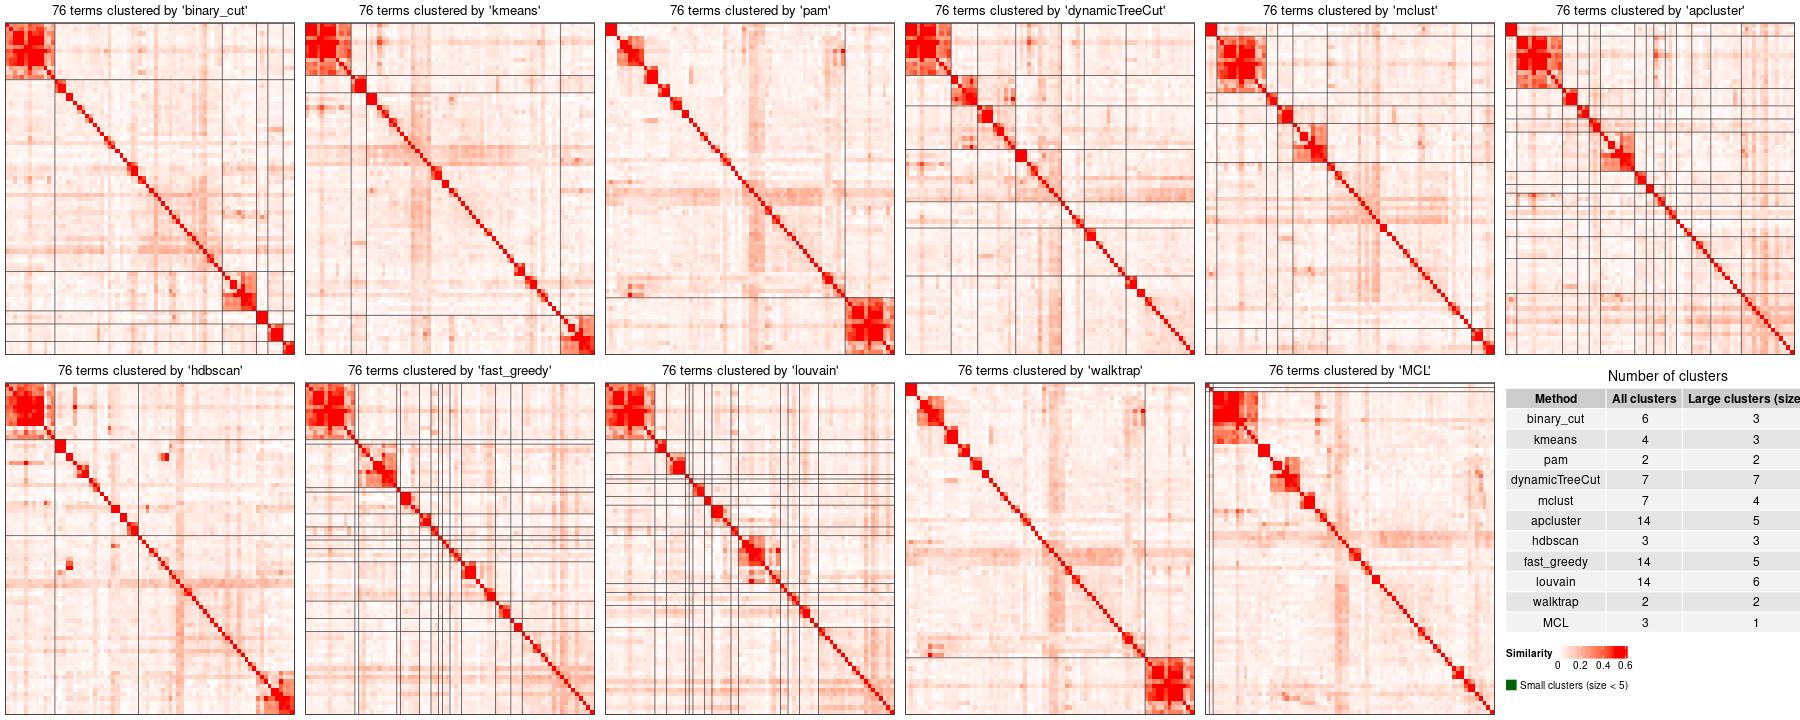 76 terms clustered by 'binary_cut'
76 terms clustered by 'kmeans'
76 terms clustered by 'pam'
76 terms clustered by 'dynamicTreeCut'
76 terms clustered by 'mclust'
76 terms clustered by 'apcluster'
76 terms clustered by 'hdbscan'
76 terms clustered by 'fast_greedy'
76 terms clustered by 'louvain'
76 terms clustered by 'walktrap'
76 terms clustered by 'MCL'
Number of clusters
Method All clusters Large clusters (size
binary_cut 6 3
kmeans 4 3
pam 2 2
dynamicTreeCut 7 7
mclust 7 4
apcluster 14 5
hdbscan 3 3
fast_greedy 14 5
louvain 14 6
walktrap 2 2
MCL 3 1
Similarity
0 0.2 0.4 0.6
Small clusters (size < 5)